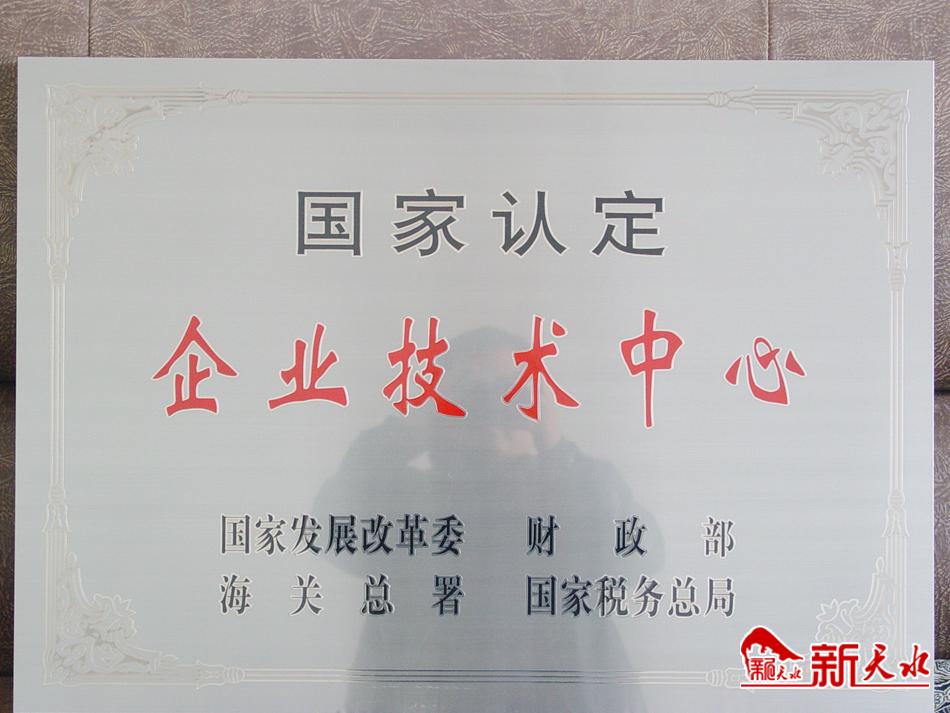 国家认定
企业技术中心
国家发展改革委 财政部
海关总署 国家税务总局
新天水